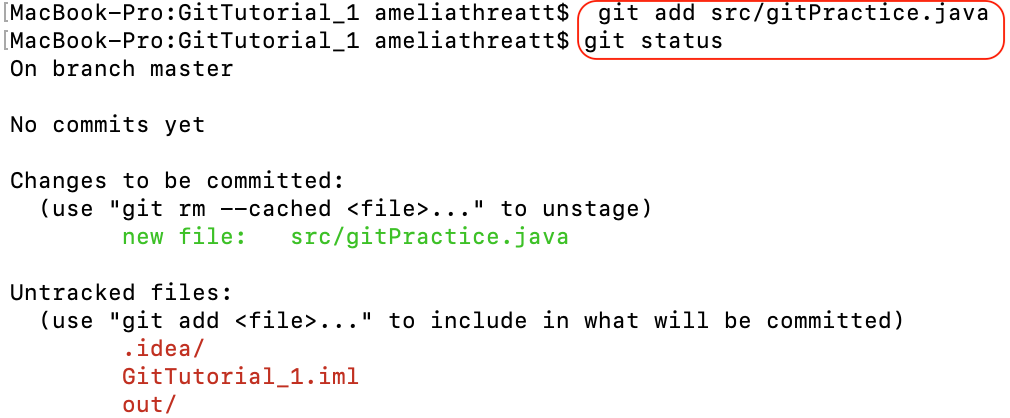 [MacBook-Pro:GitTutorial_1 ameliathreatt$  git add src/gitPractice.java
[MacBook-Pro:GitTutorial_1 ameliathreatt$ git status
On branch master

No commits yet

Changes to be committed:
  (use "git rm --cached <file>..." to unstage)
        new file:   src/gitPractice.java

Untracked files:
  (use "git add <file>..." to include in what will be committed)
        .idea/
        GitTutorial_1.iml
        out/